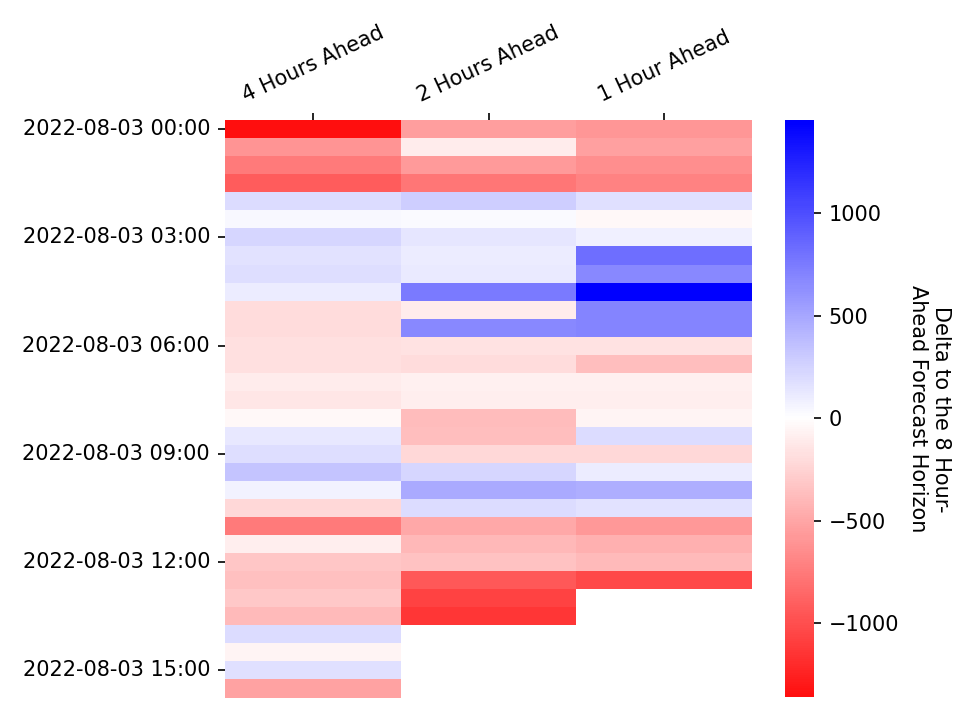 4 Hours Ahead
2 Hours Ahead
1 Hour Ahead
2022-08-03 00:00
2022-08-03 03:00
2022-08-03 06:00
2022-08-03 09:00
2022-08-03 12:00
2022-08-03 15:00
1000
500
0
−500
−1000
Delta to the 8 Hour-
Ahead Forecast Horizon